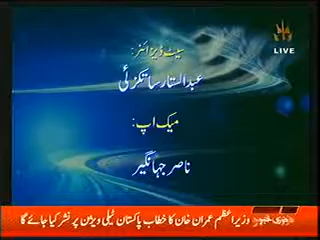 LIVE
سیٹ ڈیزائنر:
عبدالستار ساتکزئی
میک اپ:
ناصر جہانگیر
وزیراعظم عمران خان کا خطاب پاکستان ٹیلی ویژن پر نشر کیا جائے گا